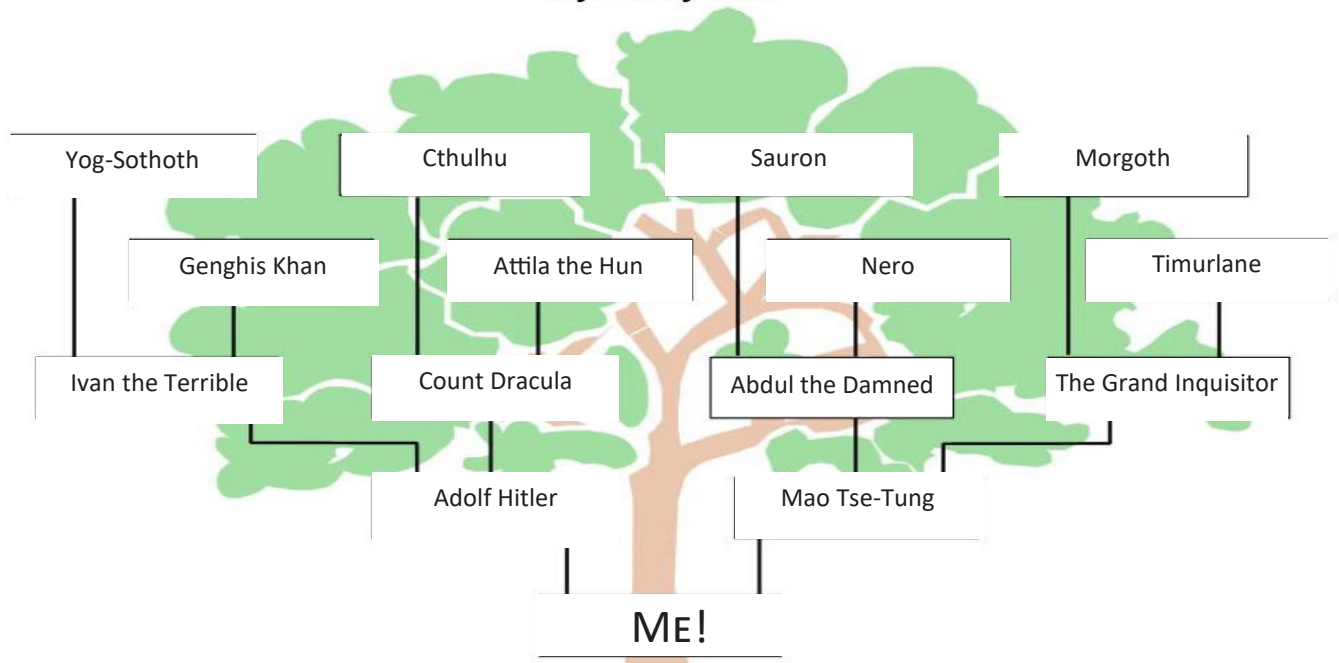 Yog-Sothoth
Cthulhu
Sauron
Morgoth
Genghis Khan
Attila the Hun
Nero
Timurlane
Ivan the Terrible
Count Dracula
Abdul the Damned
The Grand Inquisitor
Adolf Hitler
Mao Tse-Tung
ME!